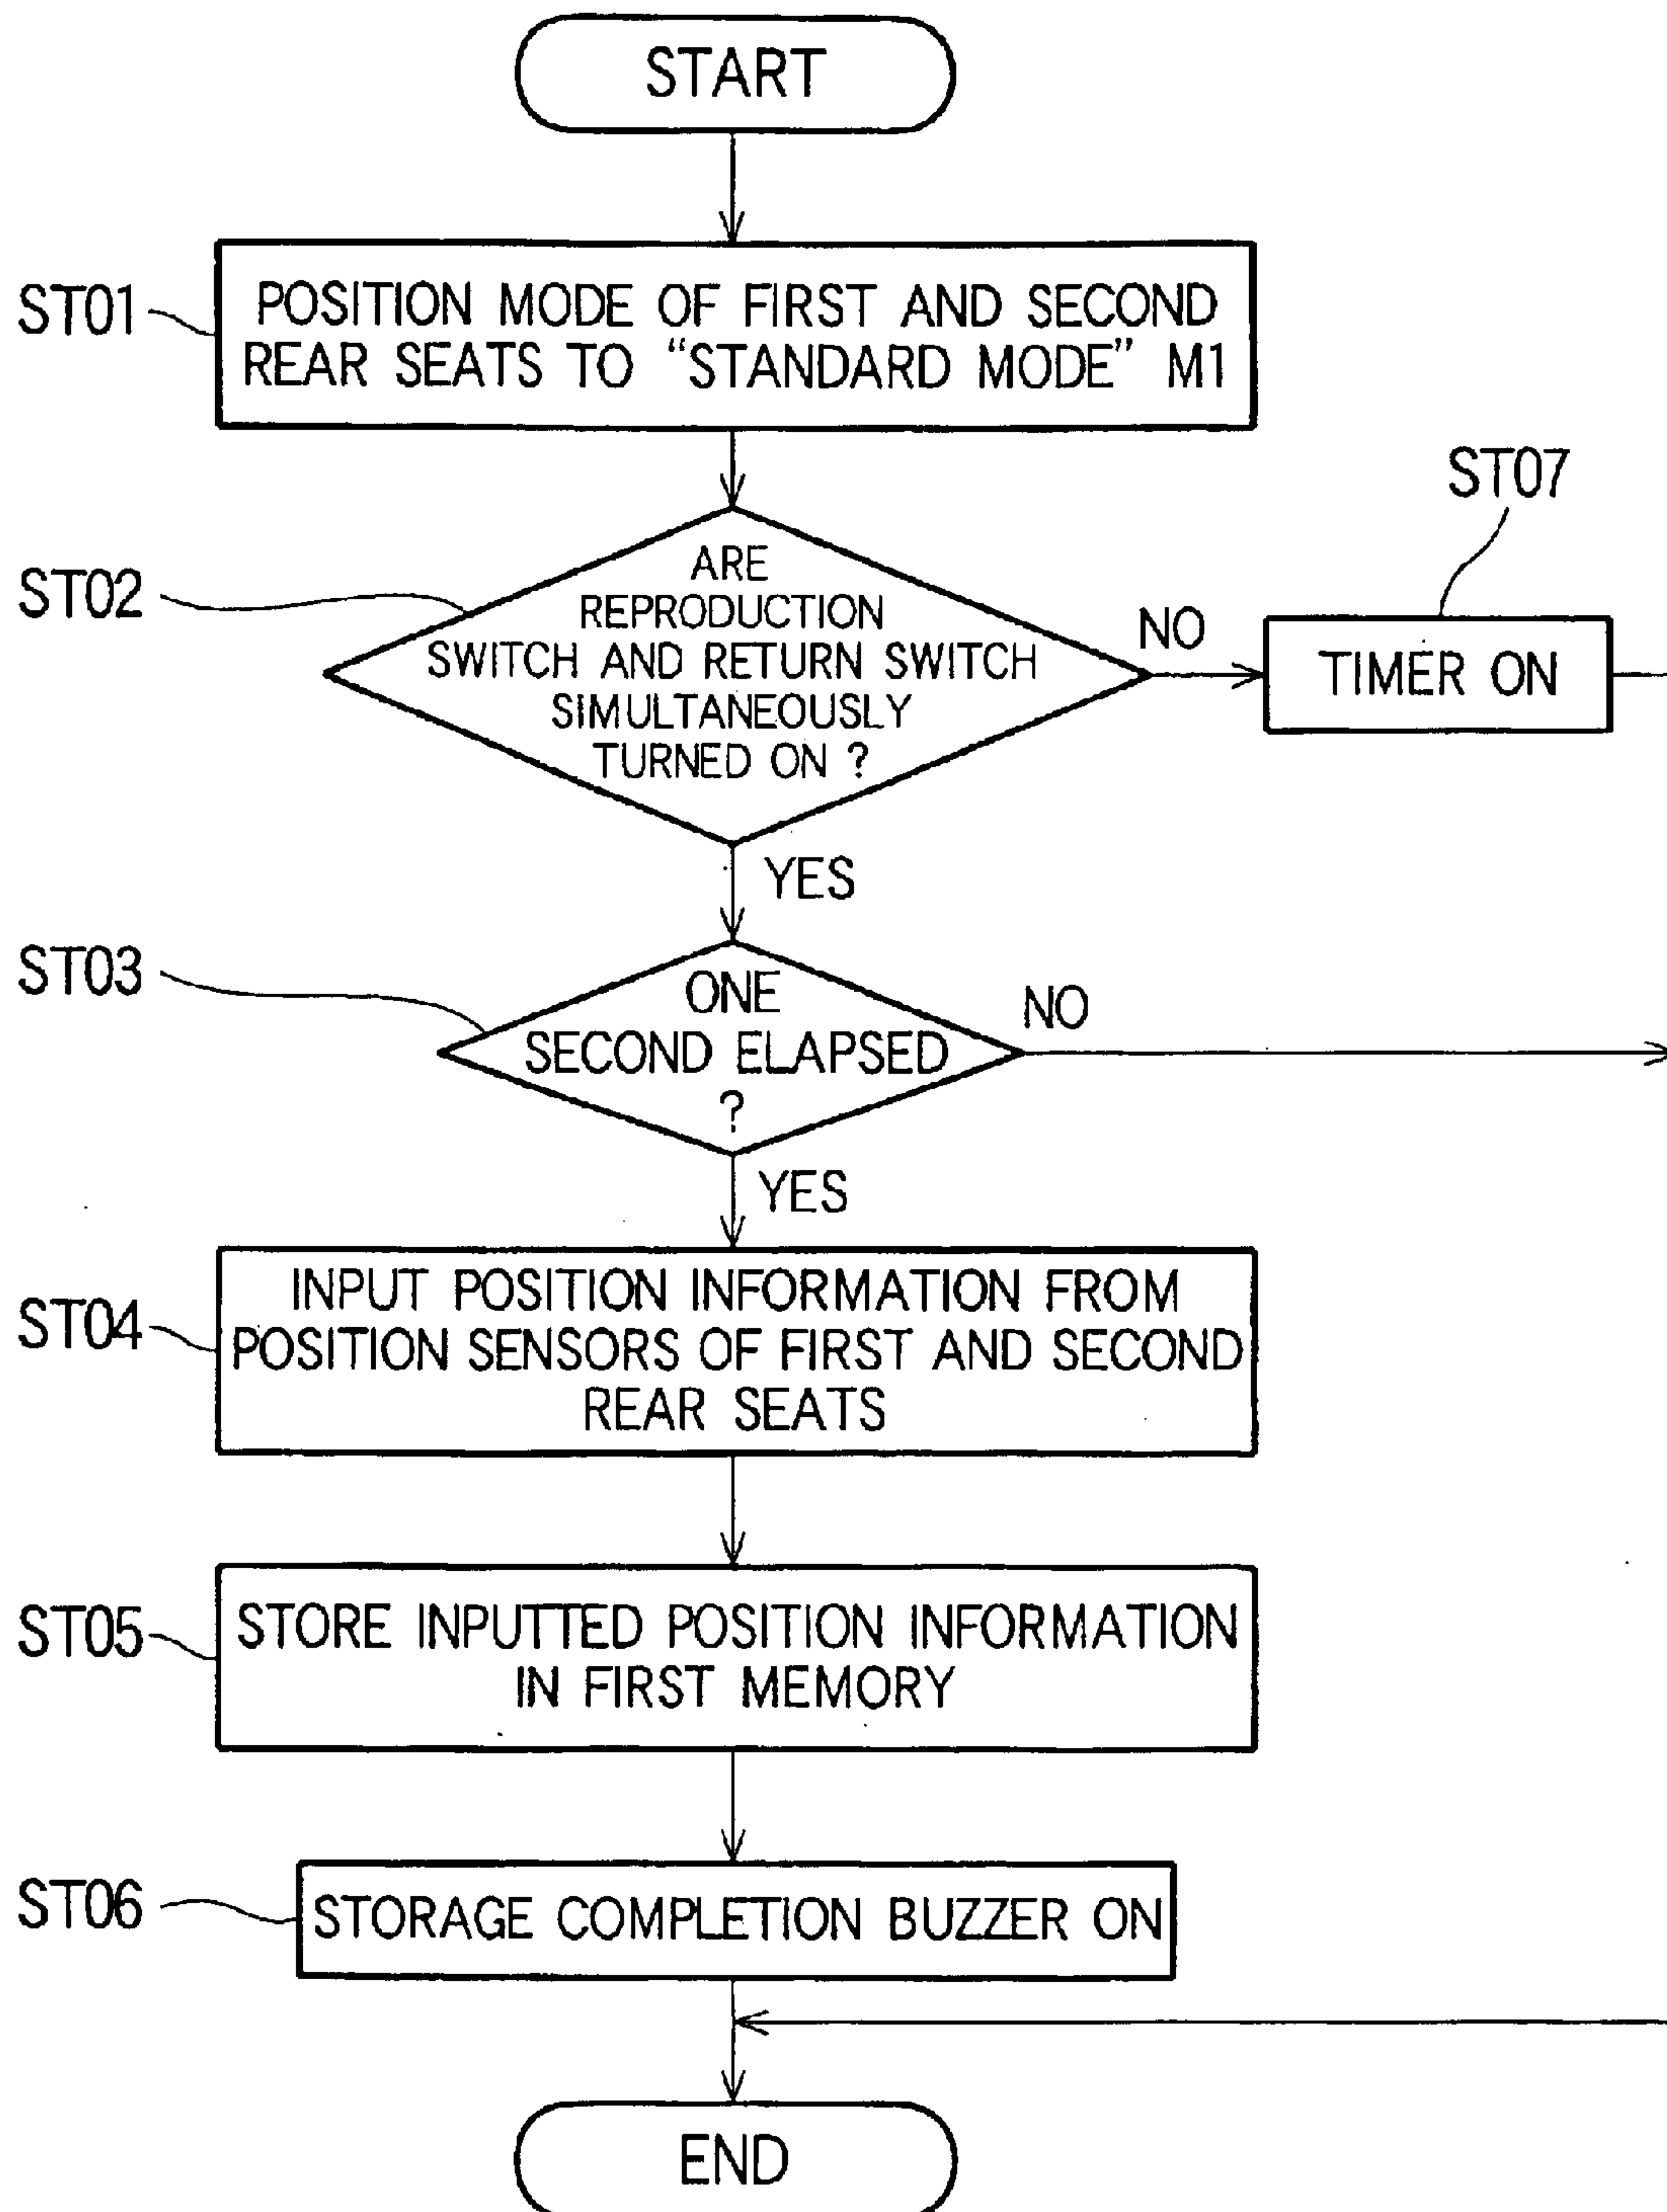 START
ST01
POSITION MODE OF FIRST AND SECOND
REAR SEATS TO “STANDARD MODE” M1
ST07
ST02
ARE
REPRODUCTION
SWITCH AND RETURN SWITCH
SIMULTANEOUSLY
TURNED ON ?
NO
TIMER ON
YES
ST03
ONE
SECOND ELAPSED
?
NO
YES
ST04
INPUT POSITION INFORMATION FROM
POSITION SENSORS OF FIRST AND SECOND
REAR SEATS
ST05
STORE INPUTTED POSITION INFORMATION
IN FIRST MEMORY
ST06
STORAGE COMPLETION BUZZER ON
END